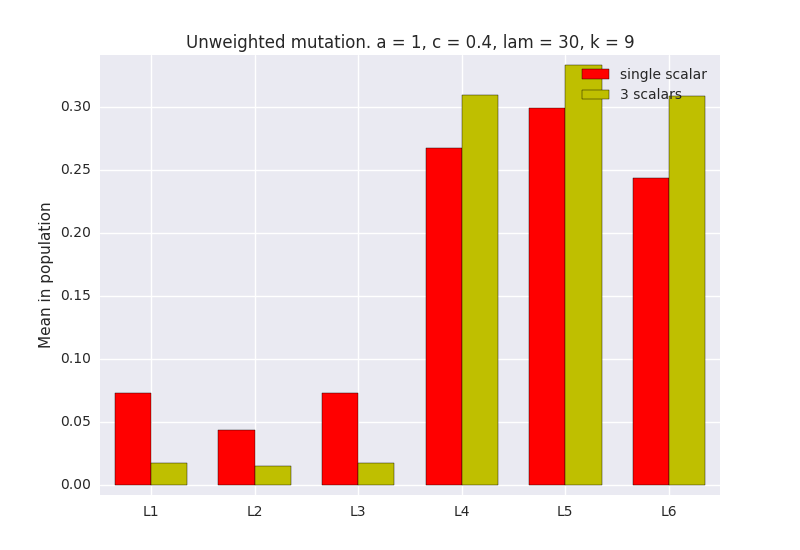 Unweighted mutation. a = 1, c = 0.4, lam = 30, k = 9
single scalar
3 scalars
Mean in population
0.30
0.25
0.20
0.15
0.10
0.05
0.00
L1 L2 L3 L4 L5 L6